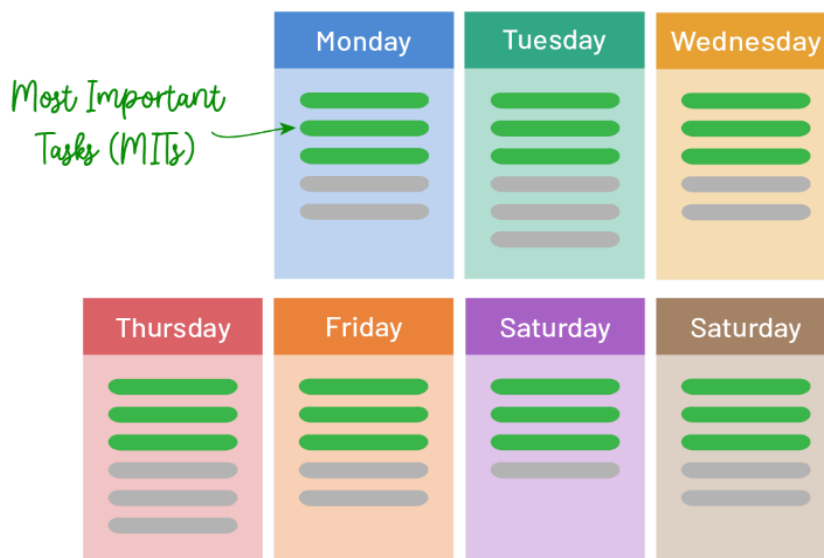 Monday
Tuesday
Wednesday
Most Important
Tasks (MITs)
Thursday
Friday
Saturday
Saturday